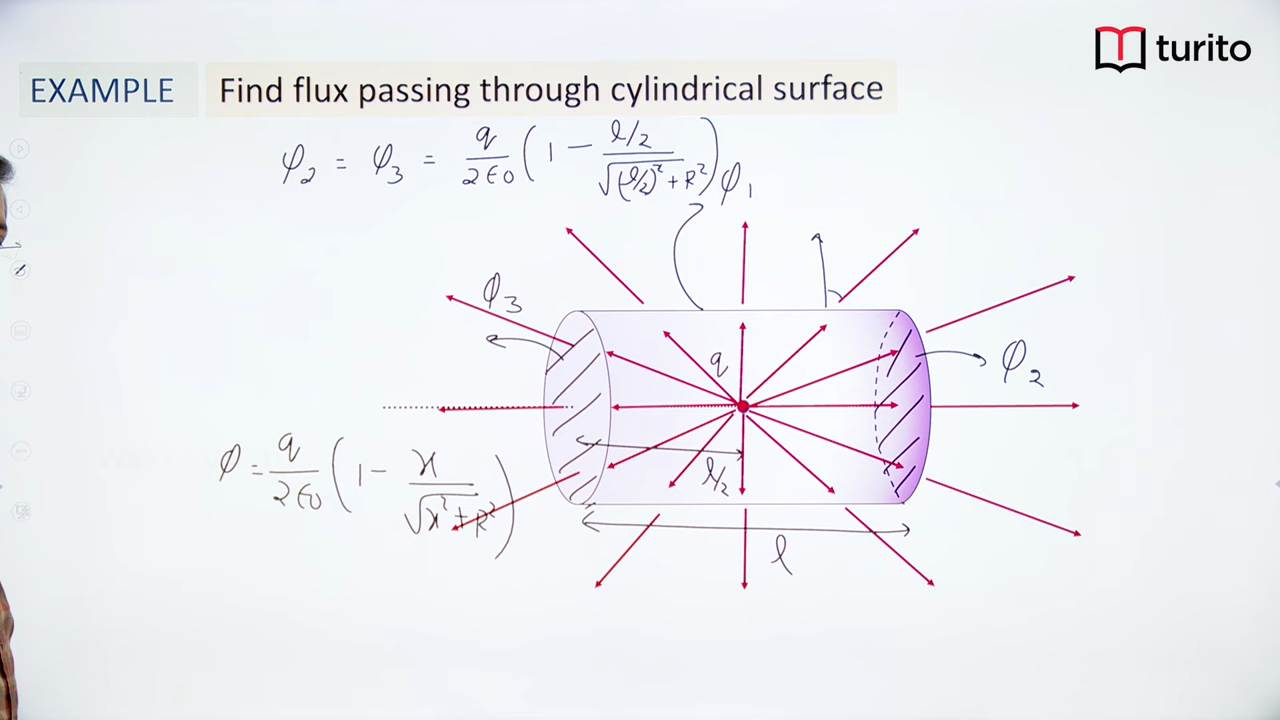 turito
EXAMPLE Find flux passing through cylindrical surface
φ₂ = φ₃ = q/2ε₀ (1 - (l/2)/√((l/2)² + R²))
φ₁
φ₃
q
φ₂
φ = q/2ε₀ (1 - x/√(x² + R²))
l/2
l